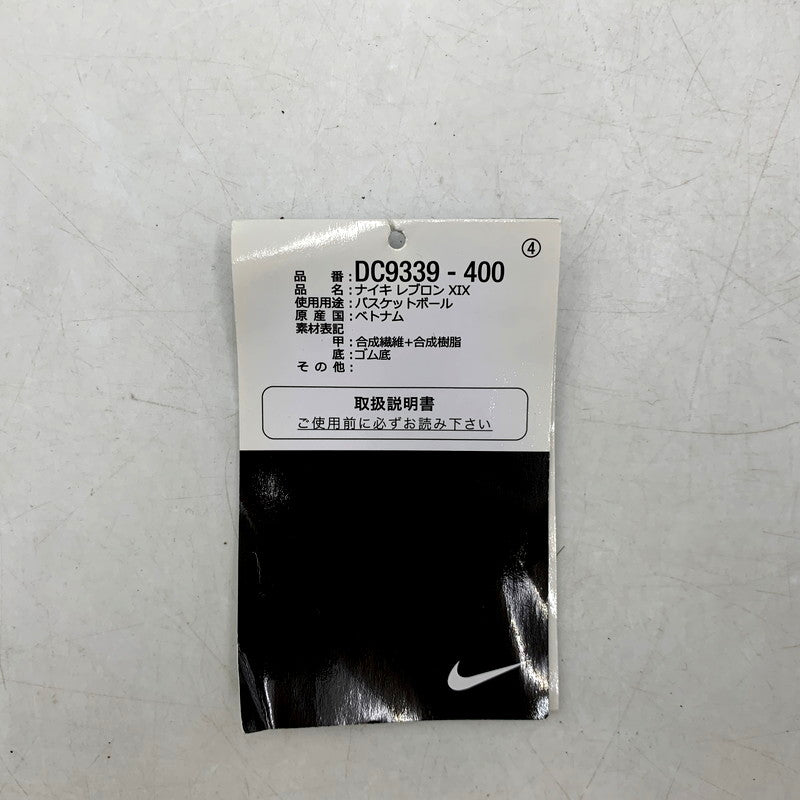 ④
品番:DC9339 - 400
品名:ナイキ レブロン XIX
使用用途:バスケットボール
原産国:ベトナム
素材表記
甲:合成繊維+合成樹脂
底:ゴム底
その他:
取扱説明書
ご使用前に必ずお読み下さい